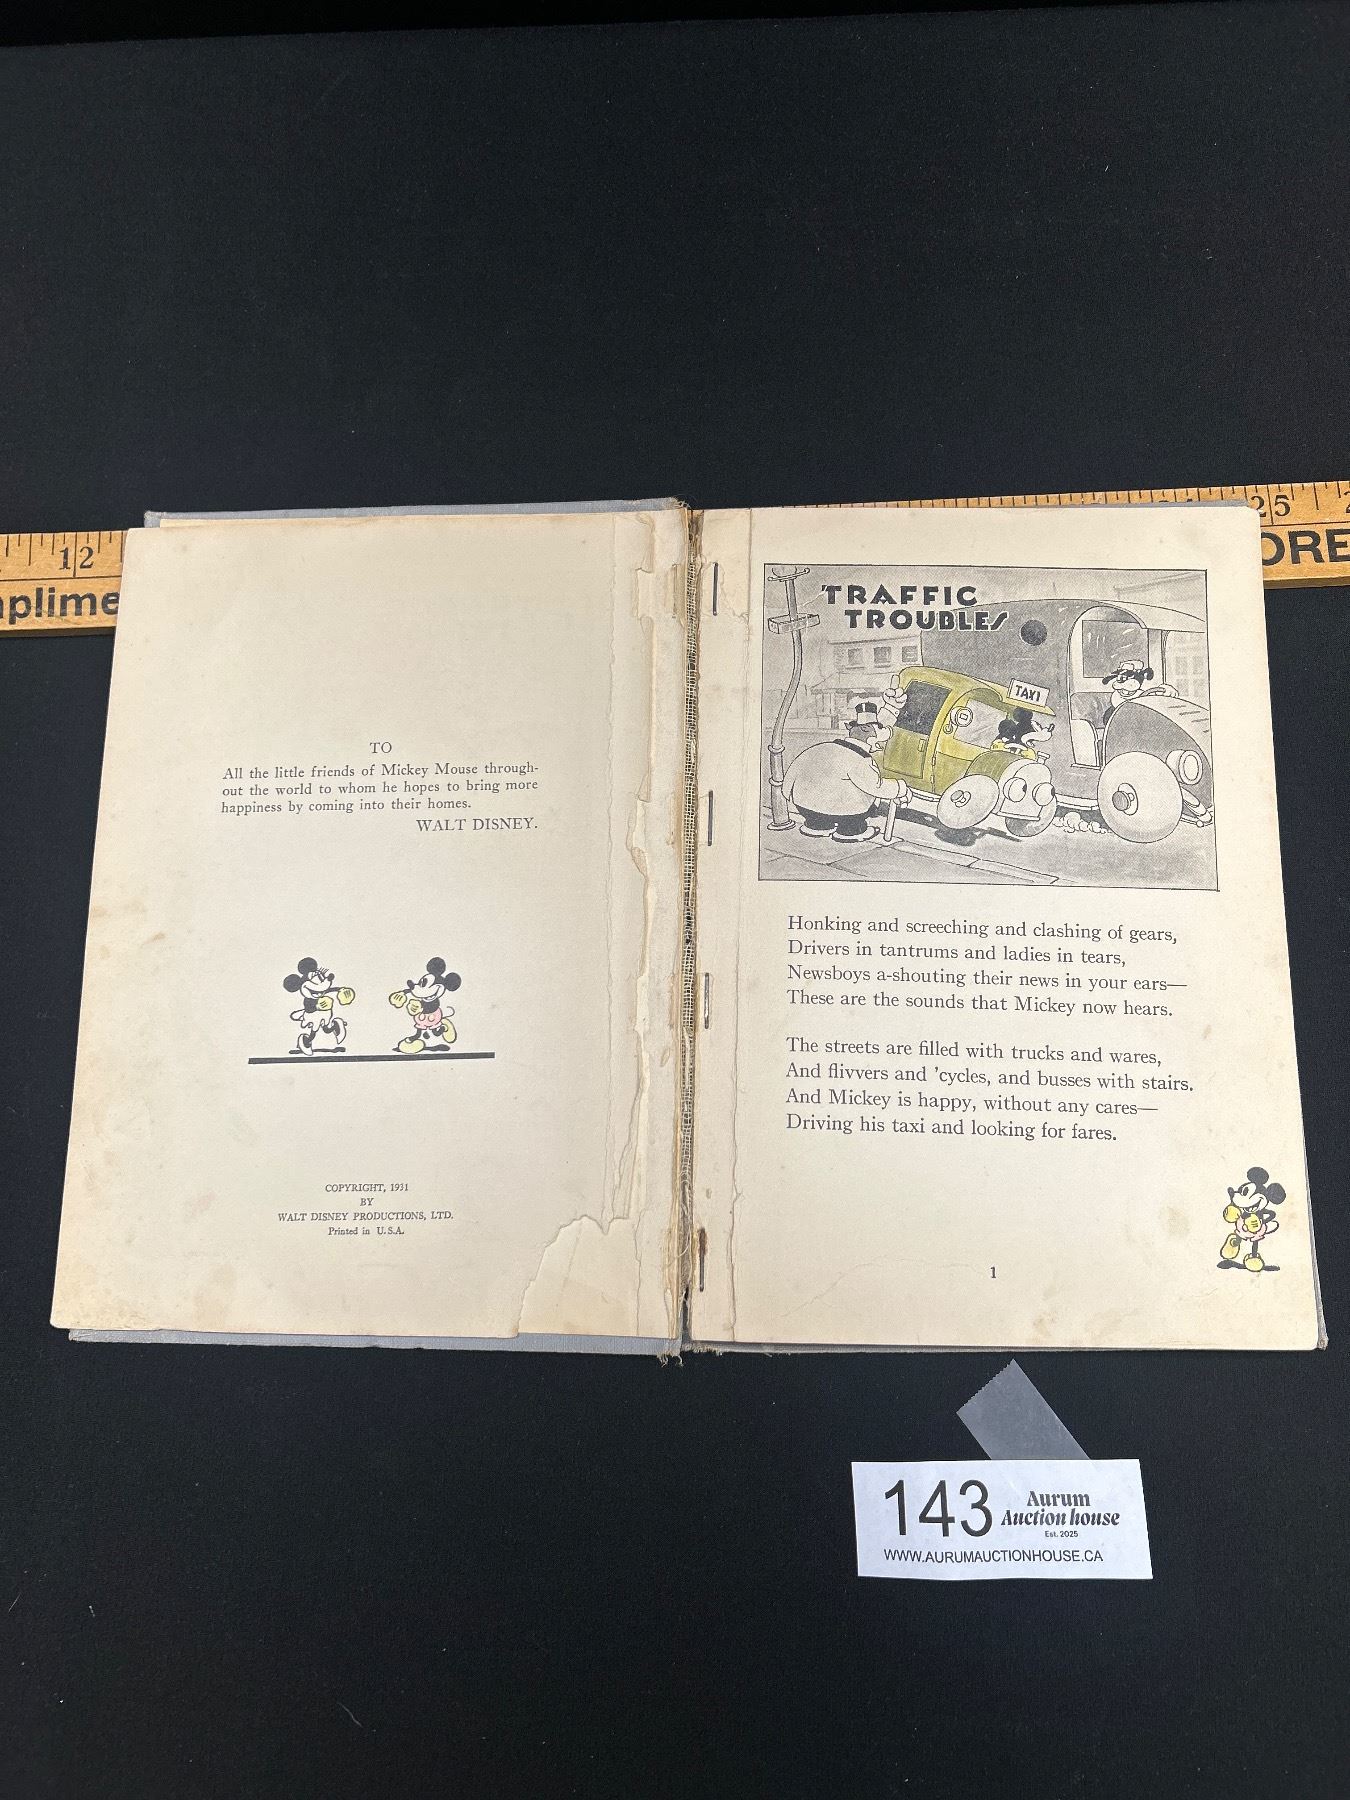 12
plime
24
25
ORE
TO
All the little friends of Mickey Mouse through-
out the world to whom he hopes to bring more
happiness by coming into their homes.
WALT DISNEY.
COPYRIGHT, 1931
BY
WALT DISNEY PRODUCTIONS, LTD.
Printed in U.S.A.
TRAFFIC
TROUBLES
TAXI
Honking and screeching and clashing of gears,
Drivers in tantrums and ladies in tears,
Newsboys a-shouting their news in your ears—
These are the sounds that Mickey now hears.
The streets are filled with trucks and wares,
And flivvers and 'cycles, and busses with stairs.
And Mickey is happy, without any cares—
Driving his taxi and looking for fares.
1
143
Aurum
Auction house
Est. 2025
WWW.AURUMAUCTIONHOUSE.CA